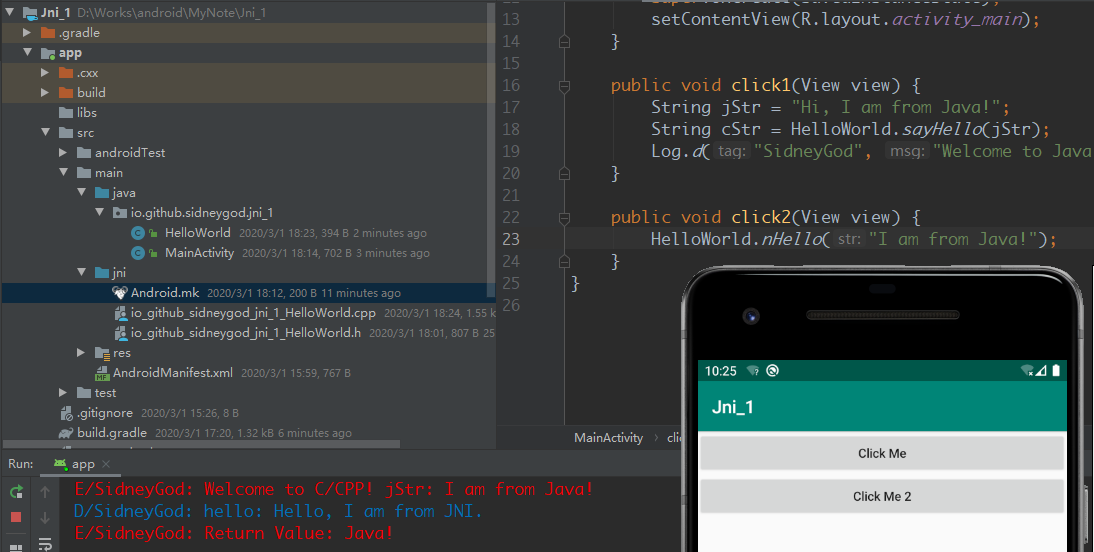 Jni_1 D:\Works\android\MyNote\Jni_1
.gradle
app
.cxx
build
libs
src
androidTest
main
java
io.github.sidneygod.jni_1
HelloWorld 2020/3/1 18:23, 394 B 2 minutes ago
MainActivity 2020/3/1 18:14, 702 B 3 minutes ago
jni
Android.mk 2020/3/1 18:12, 200 B 11 minutes ago
io_github_sidneygod_jni_1_HelloWorld.cpp 2020/3/1 18:24, 1.55 k
io_github_sidneygod_jni_1_HelloWorld.h 2020/3/1 18:01, 807 B 25
res
AndroidManifest.xml 2020/3/1 15:59, 767 B
test
.gitignore 2020/3/1 15:26, 8 B
build.gradle 2020/3/1 17:20, 1.32 kB 6 minutes ago
13 setContentView(R.layout.activity_main);
14 }
15
16 public void click1(View view) {
17 String jStr = "Hi, I am from Java!";
18 String cStr = HelloWorld.sayHello(jStr);
19 Log.d( tag: "SidneyGod", msg: "Welcome to Java
20 }
21
22 public void click2(View view) {
23 HelloWorld.nHello( str: "I am from Java!");
24 }
25 }
26
MainActivity › clic
10:25
Jni_1
Click Me
Click Me 2
Run: app
E/SidneyGod: Welcome to C/CPP! jStr: I am from Java!
D/SidneyGod: hello: Hello, I am from JNI.
E/SidneyGod: Return Value: Java!